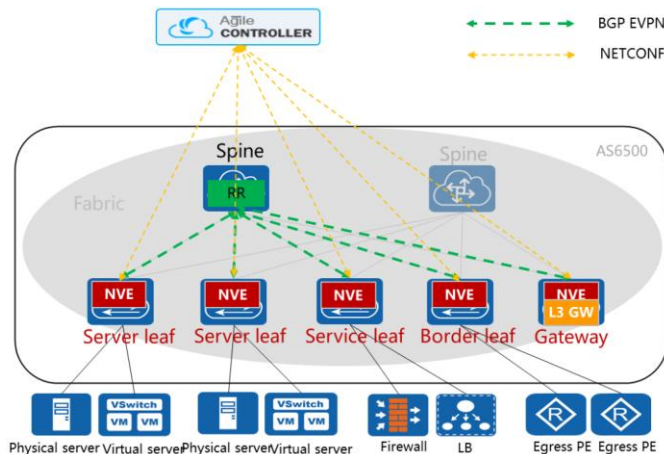 Agile
CONTROLLER
BGP EVPN
NETCONF
Spine
Spine
AS6500
RR
Fabric
NVE
NVE
NVE
NVE
NVE
L3 GW
Server leaf
Server leaf
Service leaf
Border leaf
Gateway
VSwitch
VM
VM
VSwitch
VM
VM
R
R
Physical server
Virtual server
Physical server
Virtual server
Firewall
LB
Egress PE
Egress PE